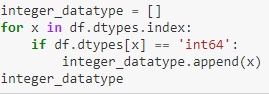 integer_datatype = []
for x in df.dtypes.index:
    if df.dtypes[x] == 'int64':
        integer_datatype.append(x)
integer_datatype